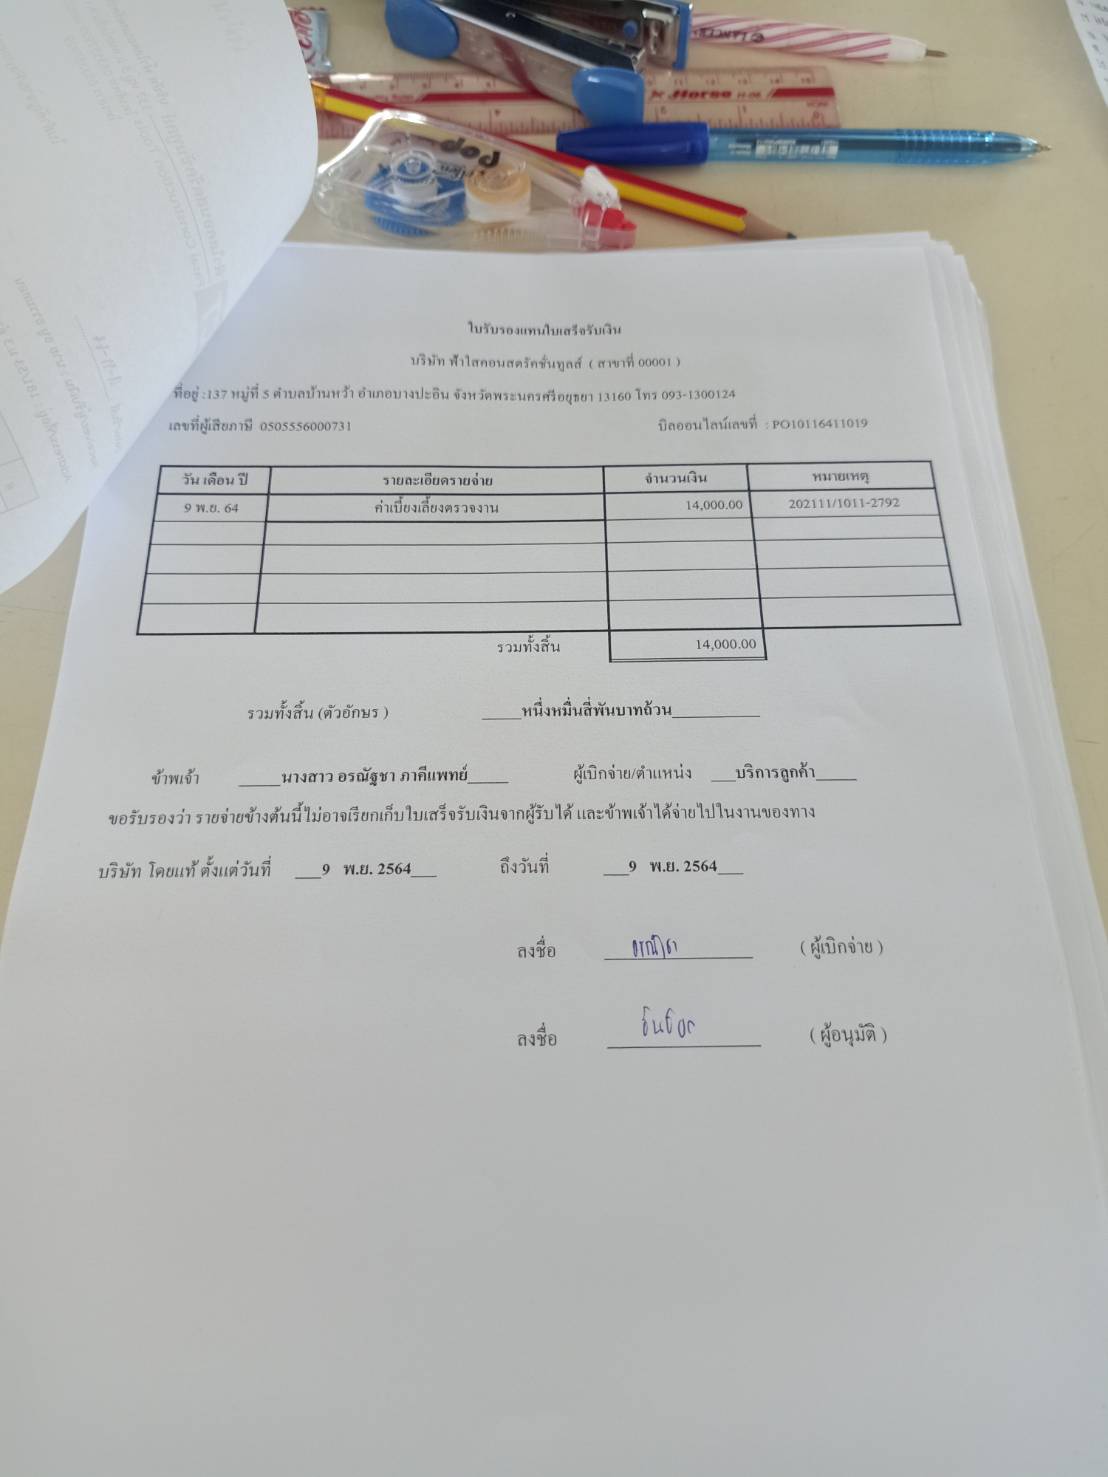 Horse H-08
ใบรับรองแทนใบเสร็จรับเงิน
บริษัท ฟ้าใสคอนสตรัคชั่นทูลส์ ( สาขาที่ 00001 )
ที่อยู่ :137 หมู่ที่ 5 ตำบลบ้านหว้า อำเภอบางปะอิน จังหวัดพระนครศรีอยุธยา 13160 โทร 093-1300124
เลขที่ผู้เสียภาษี 0505556000731 บิลออนไลน์เลขที่ : PO10116411019
วัน เดือน ปี รายละเอียดรายจ่าย จำนวนเงิน หมายเหตุ
9 พ.ย. 64 ค่าเบี้ยงเลี้ยงตรวจงาน 14,000.00 202111/1011-2792
รวมทั้งสิ้น 14,000.00
รวมทั้งสิ้น (ตัวอักษร ) ____หนึ่งหมื่นสี่พันบาทถ้วน_________
ข้าพเจ้า ____นางสาว อรณัฐชา ภาคีแพทย์____ ผู้เบิกจ่าย/ตำแหน่ง ___บริการลูกค้า____
ขอรับรองว่า รายจ่ายข้างต้นนี้ไม่อาจเรียกเก็บใบเสร็จรับเงินจากผู้รับได้ และข้าพเจ้าได้จ่ายไปในงานของทาง
บริษัท โดยแท้ ตั้งแต่วันที่ ___9 พ.ย. 2564___ ถึงวันที่ ___9 พ.ย. 2564___
ลงชื่อ ( ผู้เบิกจ่าย )
ลงชื่อ ( ผู้อนุมัติ )